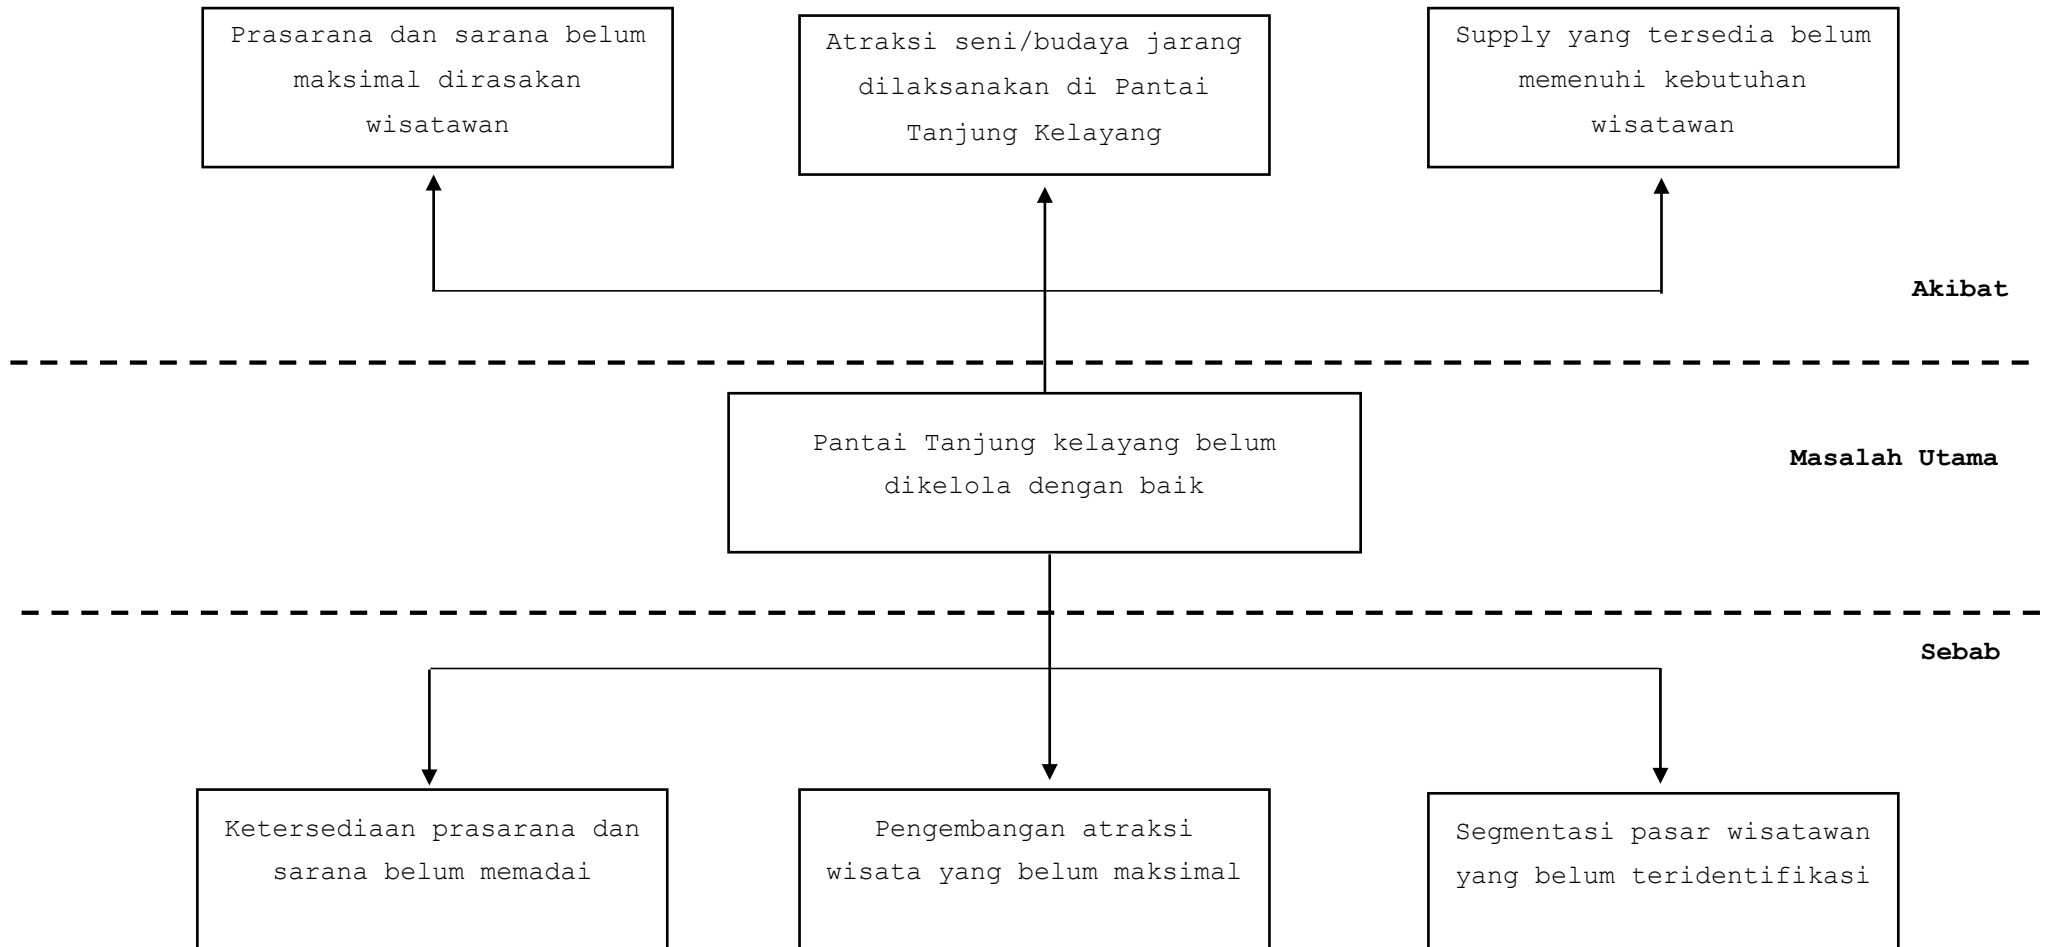 Prasarana dan sarana belum
maksimal dirasakan
wisatawan
Atraksi seni/budaya jarang
dilaksanakan di Pantai
Tanjung Kelayang
Supply yang tersedia belum
memenuhi kebutuhan
wisatawan
Akibat
Pantai Tanjung kelayang belum
dikelola dengan baik
Masalah Utama
Sebab
Ketersediaan prasarana dan
sarana belum memadai
Pengembangan atraksi
wisata yang belum maksimal
Segmentasi pasar wisatawan
yang belum teridentifikasi